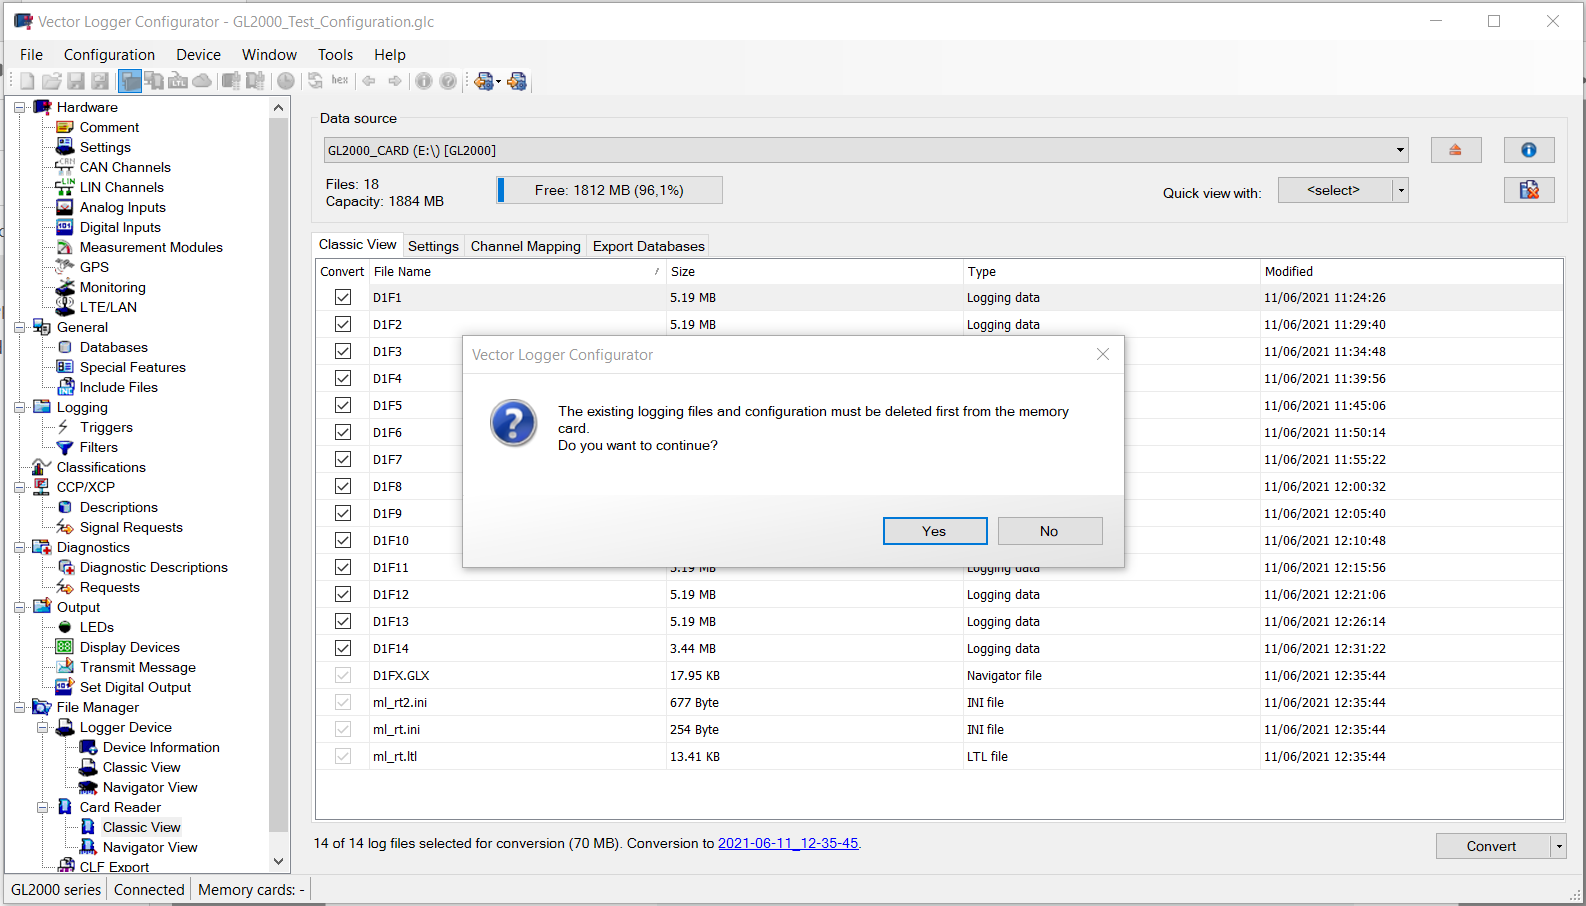 Vector Logger Configurator - GL2000_Test_Configuration.glc
File Configuration Device Window Tools Help
hex
Hardware
Comment
Settings
CAN Channels
LIN Channels
Analog Inputs
Digital Inputs
Measurement Modules
GPS
Monitoring
LTE/LAN
General
Databases
Special Features
Include Files
Logging
Triggers
Filters
Classifications
CCP/XCP
Descriptions
Signal Requests
Diagnostics
Diagnostic Descriptions
Requests
Output
LEDs
Display Devices
Transmit Message
Set Digital Output
File Manager
Logger Device
Device Information
Classic View
Navigator View
Card Reader
Classic View
Navigator View
CLF Export
Data source
GL2000_CARD (E:\) [GL2000]
Files: 18
Capacity: 1884 MB
Free: 1812 MB (96,1%)
Quick view with: <select>
Classic View Settings Channel Mapping Export Databases
Convert File Name Size Type Modified
D1F1 5.19 MB Logging data 11/06/2021 11:24:26
D1F2 5.19 MB Logging data 11/06/2021 11:29:40
D1F3 11/06/2021 11:34:48
D1F4 11/06/2021 11:39:56
D1F5 11/06/2021 11:45:06
D1F6 11/06/2021 11:50:14
D1F7 11/06/2021 11:55:22
D1F8 11/06/2021 12:00:32
D1F9 11/06/2021 12:05:40
D1F10 11/06/2021 12:10:48
D1F11 5.19 MB Logging data 11/06/2021 12:15:56
D1F12 5.19 MB Logging data 11/06/2021 12:21:06
D1F13 5.19 MB Logging data 11/06/2021 12:26:14
D1F14 3.44 MB Logging data 11/06/2021 12:31:22
D1FX.GLX 17.95 KB Navigator file 11/06/2021 12:35:44
ml_rt2.ini 677 Byte INI file 11/06/2021 12:35:44
ml_rt.ini 254 Byte INI file 11/06/2021 12:35:44
ml_rt.ltl 13.41 KB LTL file 11/06/2021 12:35:44
Vector Logger Configurator
The existing logging files and configuration must be deleted first from the memory
card.
Do you want to continue?
Yes No
14 of 14 log files selected for conversion (70 MB). Conversion to 2021-06-11_12-35-45.
Convert
GL2000 series Connected Memory cards: -